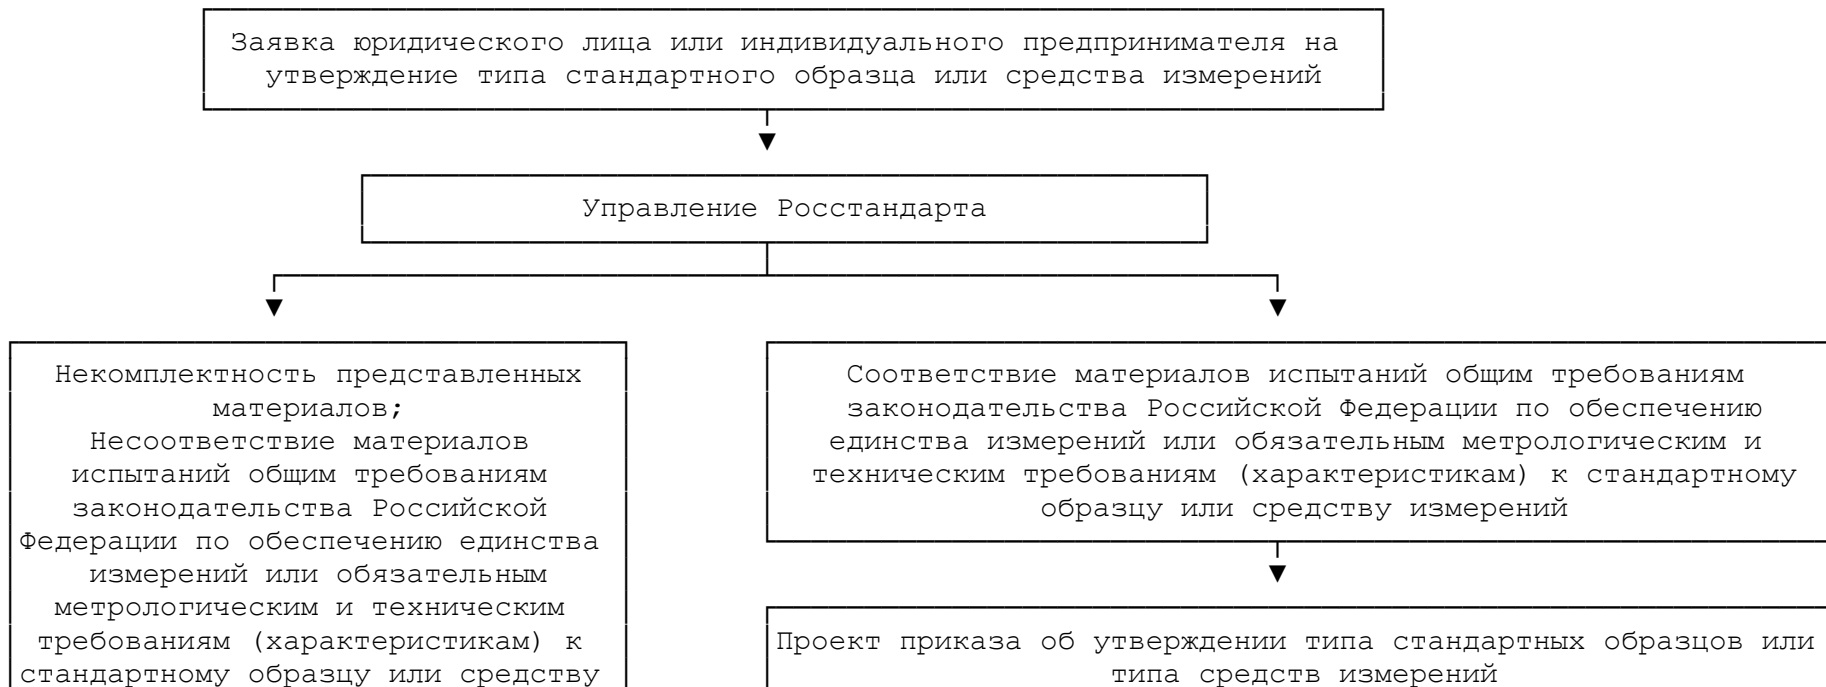 Заявка юридического лица или индивидуального предпринимателя на
утверждение типа стандартного образца или средства измерений
Управление Росстандарта
Некомплектность представленных
материалов;
Несоответствие материалов
испытаний общим требованиям
законодательства Российской
Федерации по обеспечению единства
измерений или обязательным
метрологическим и техническим
требованиям (характеристикам) к
стандартному образцу или средству
Соответствие материалов испытаний общим требованиям
законодательства Российской Федерации по обеспечению
единства измерений или обязательным метрологическим и
техническим требованиям (характеристикам) к стандартному
образцу или средству измерений
Проект приказа об утверждении типа стандартных образцов или
типа средств измерений